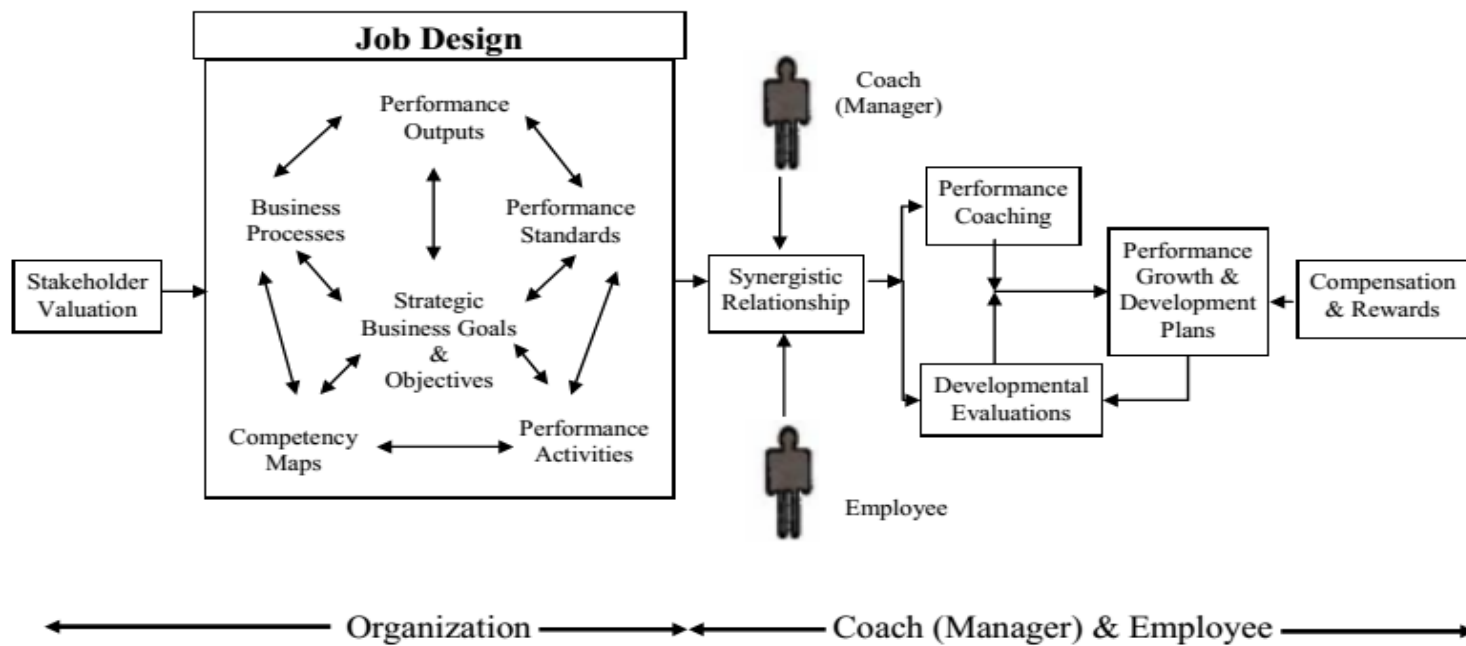 Job Design
Performance
Outputs
Business
Processes
Performance
Standards
Strategic
Business Goals
&
Objectives
Competency
Maps
Performance
Activities
Stakeholder
Valuation
Coach
(Manager)
Synergistic
Relationship
Employee
Performance
Coaching
Developmental
Evaluations
Performance
Growth &
Development
Plans
Compensation
& Rewards
Organization
Coach (Manager) & Employee